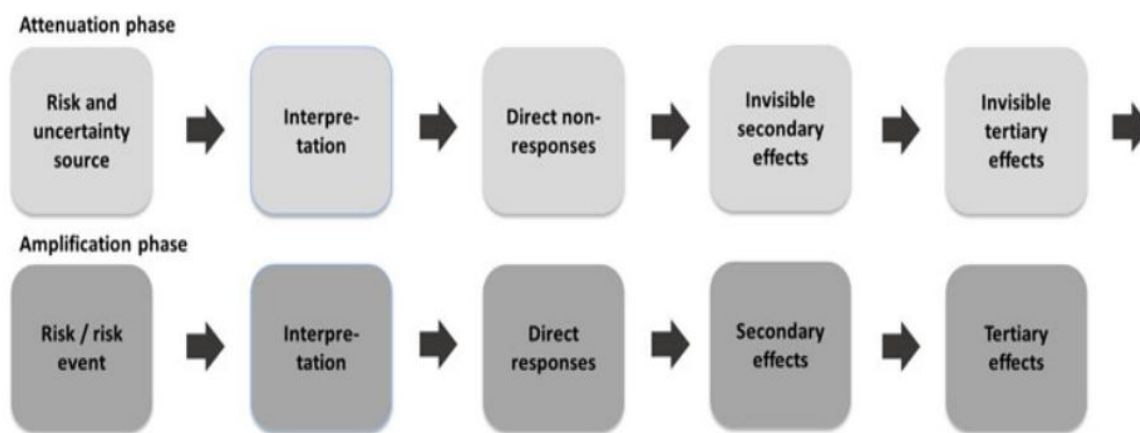 Attenuation phase
Risk and
uncertainty
source
Interpre-
tation
Direct non-
responses
Invisible
secondary
effects
Invisible
tertiary
effects
Amplification phase
Risk / risk
event
Interpre-
tation
Direct
responses
Secondary
effects
Tertiary
effects